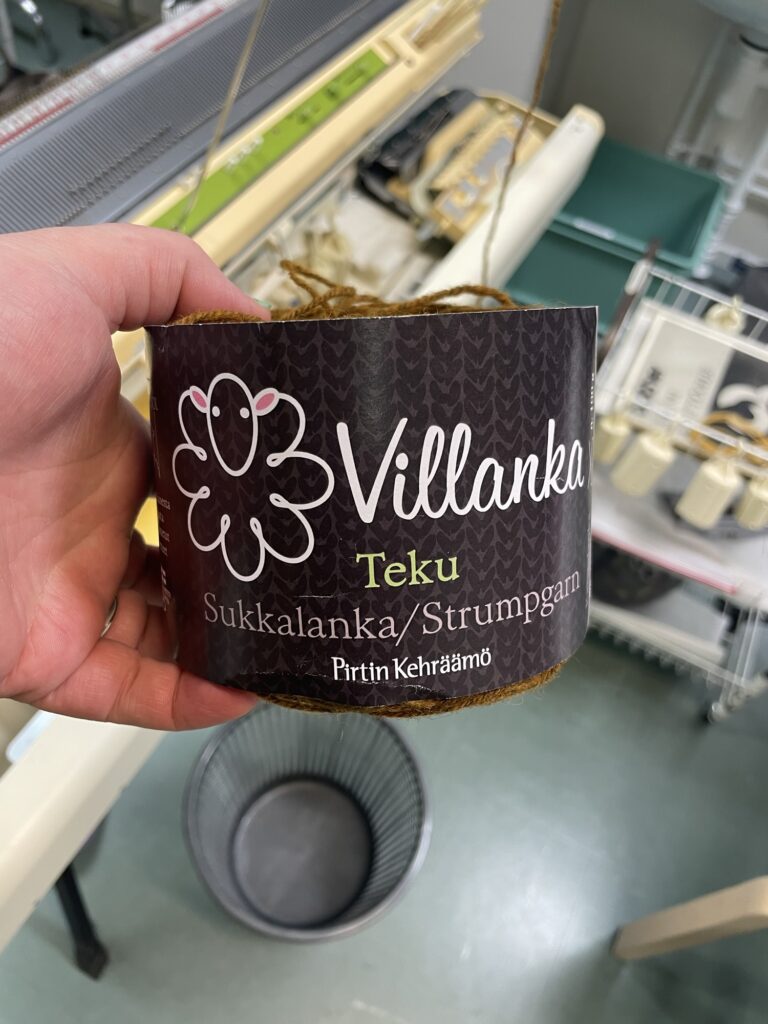 Villanka
Teku
Sukkalanka/Strumpgarn
Pirtin Kehräämö